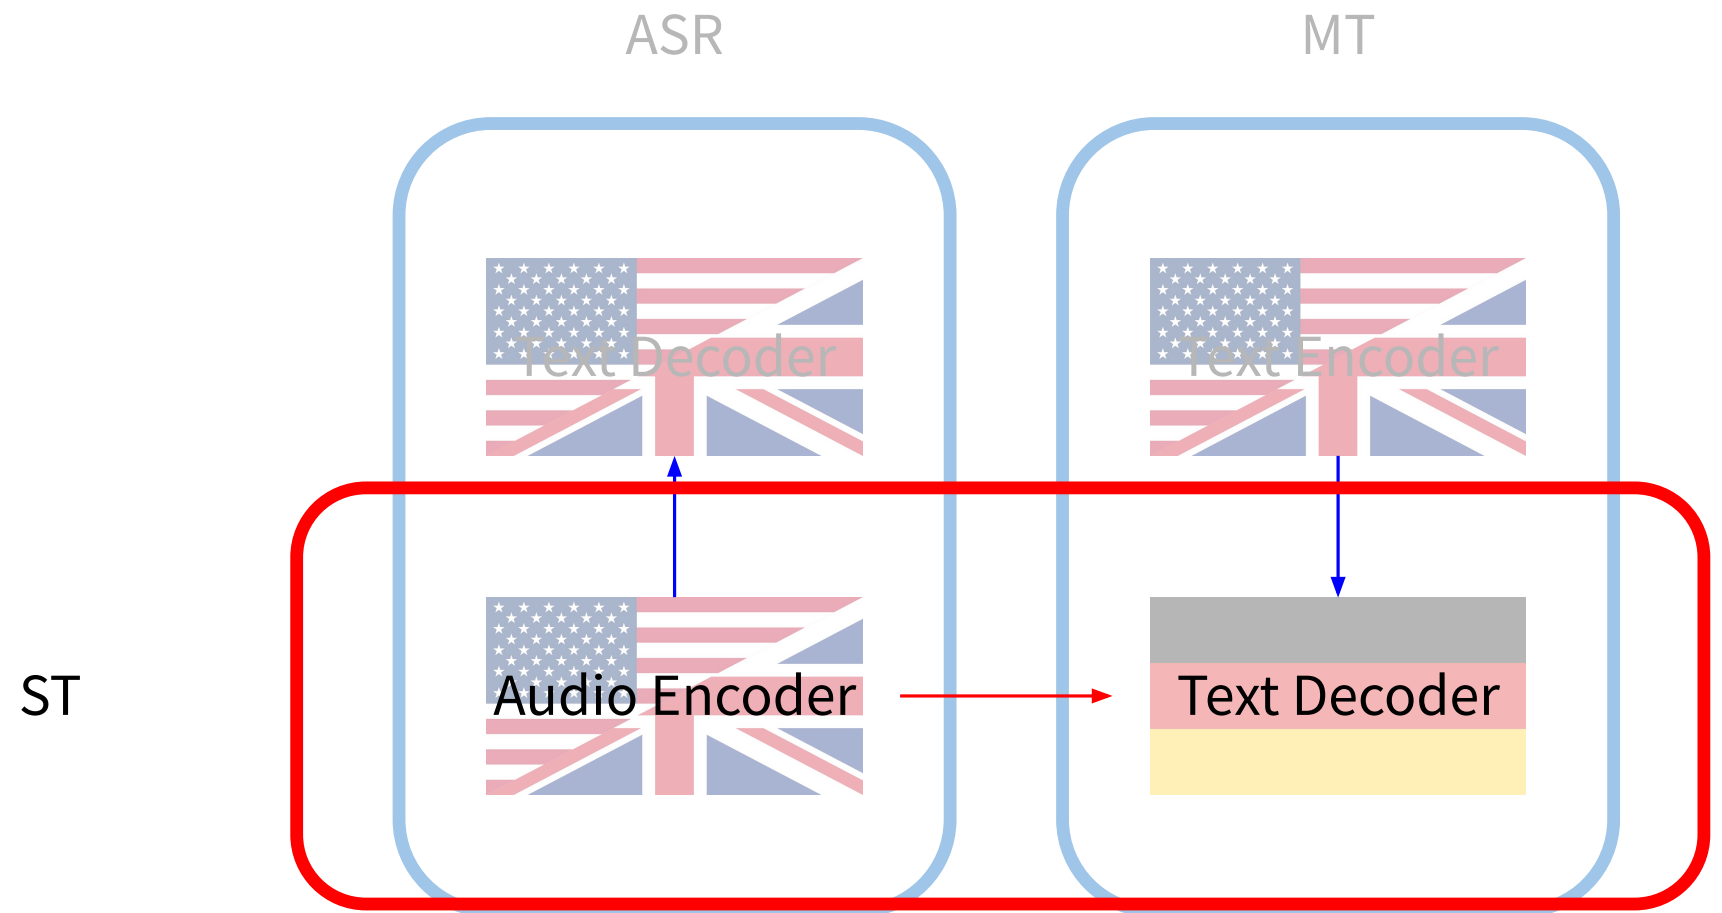 ASR
MT
Text Decoder
Text Encoder
ST
Audio Encoder
Text Decoder